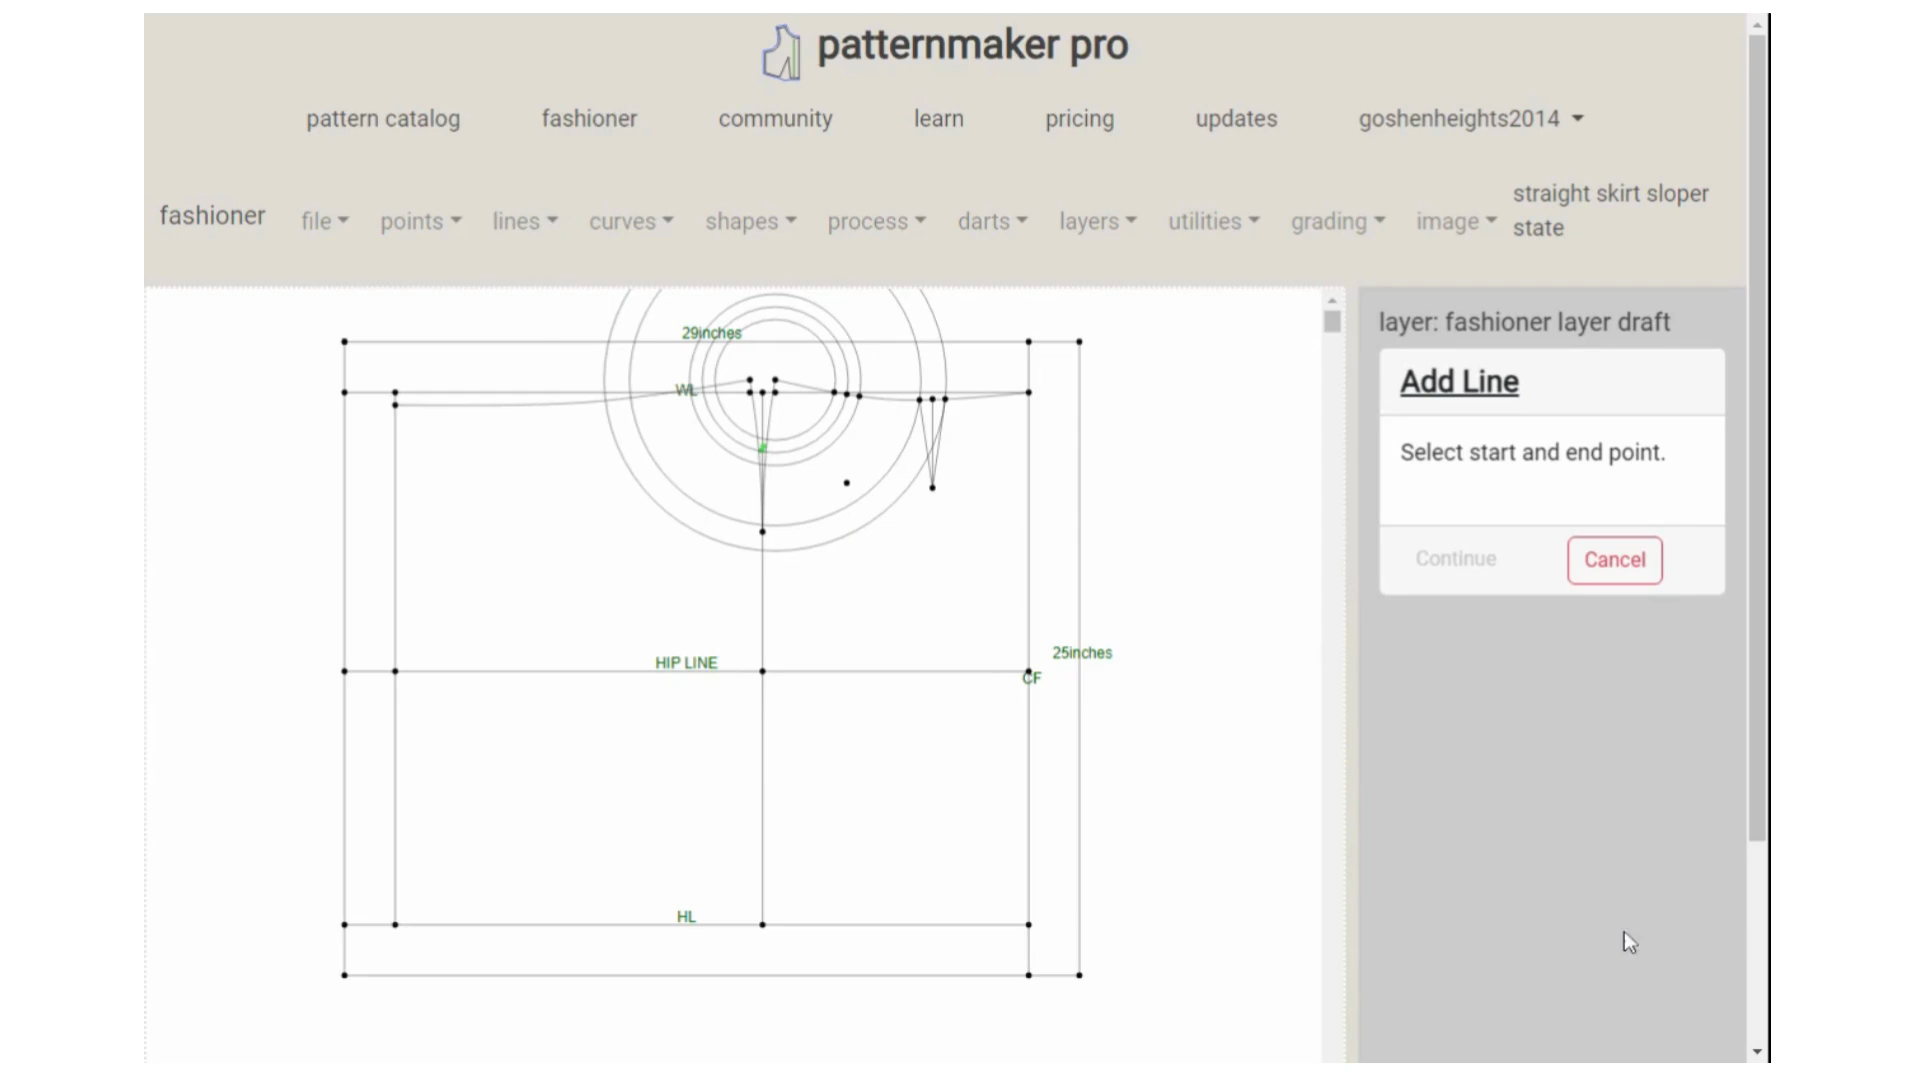 patternmaker pro
pattern catalog
fashioner
community
learn
pricing
updates
goshenheights2014
fashioner
file
points
lines
curves
shapes
process
darts
layers
utilities
grading
image
straight skirt sloper
state
layer: fashioner layer draft
Add Line
Select start and end point.
Continue
Cancel
29inches
WL
HIP LINE
25inches
CF
HL